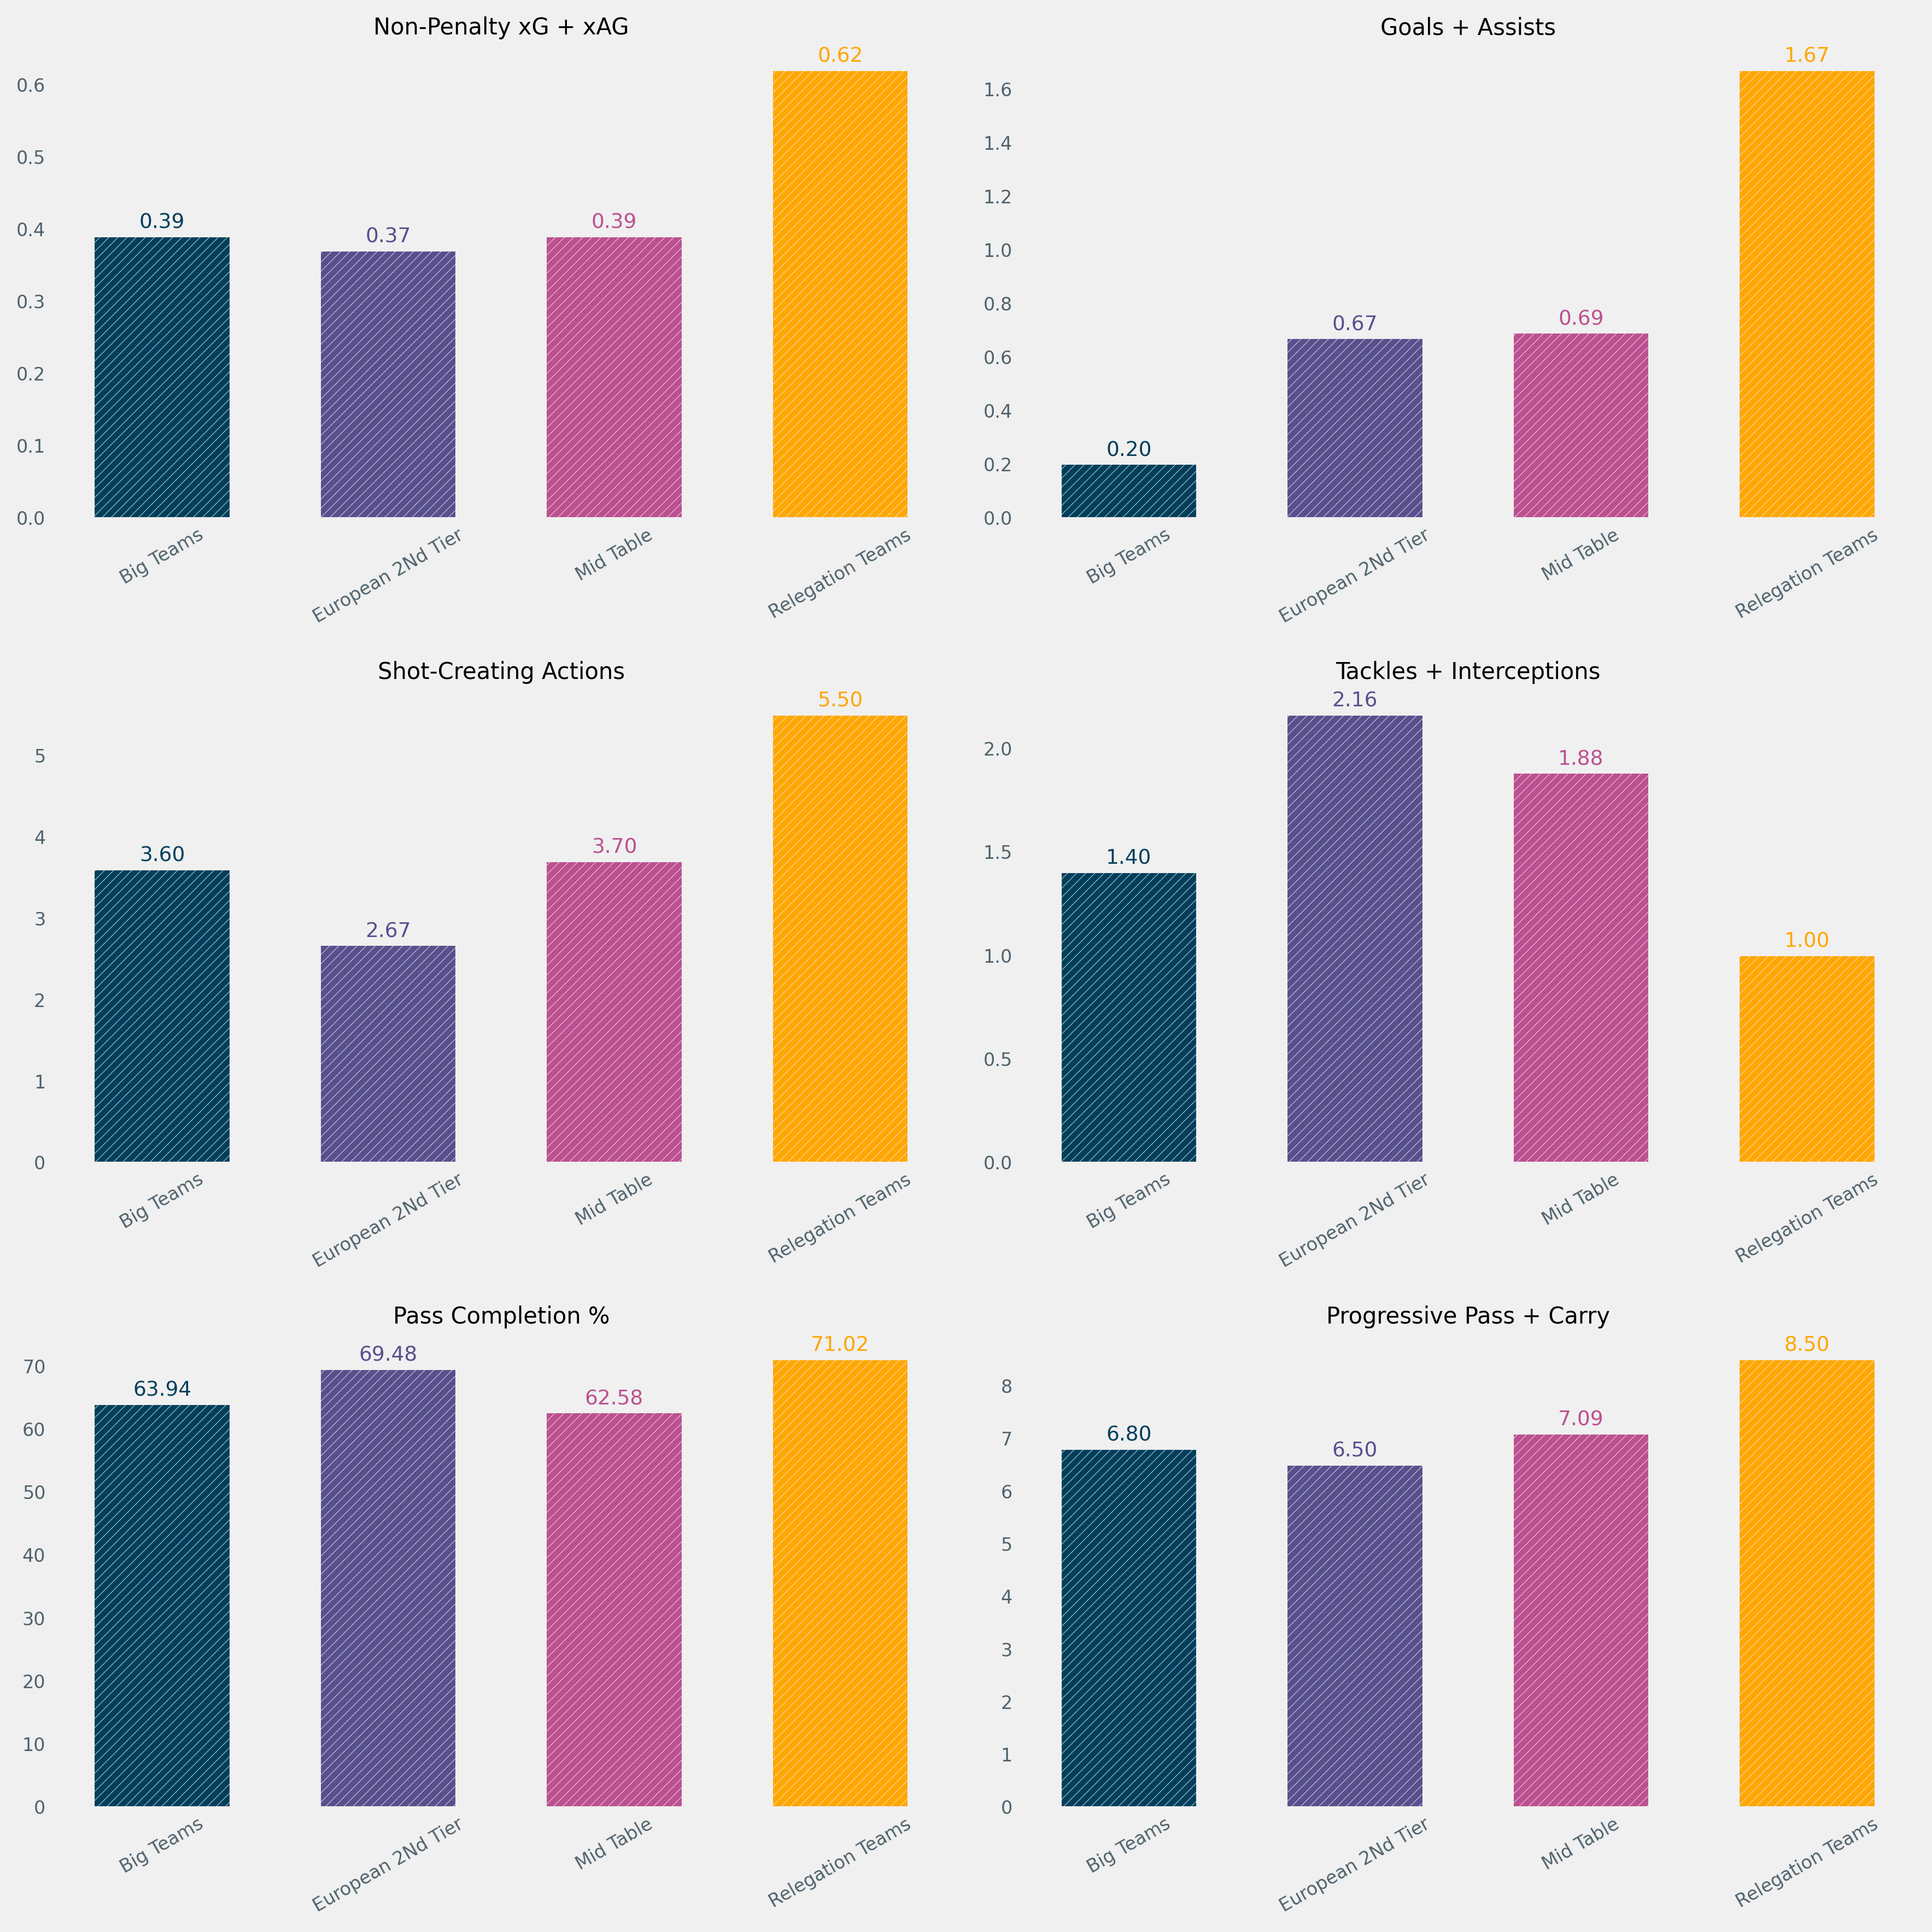 Non-Penalty xG + xAG
0.6
0.5
0.4
0.3
0.2
0.1
0.0
0.39
0.37
0.39
0.62
Big Teams
European 2Nd Tier
Mid Table
Relegation Teams
Goals + Assists
1.6
1.4
1.2
1.0
0.8
0.6
0.4
0.2
0.0
0.20
0.67
0.69
1.67
Big Teams
European 2Nd Tier
Mid Table
Relegation Teams
Shot-Creating Actions
5
4
3
2
1
0
3.60
2.67
3.70
5.50
Big Teams
European 2Nd Tier
Mid Table
Relegation Teams
Tackles + Interceptions
2.0
1.5
1.0
0.5
0.0
1.40
2.16
1.88
1.00
Big Teams
European 2Nd Tier
Mid Table
Relegation Teams
Pass Completion %
70
60
50
40
30
20
10
0
63.94
69.48
62.58
71.02
Big Teams
European 2Nd Tier
Mid Table
Relegation Teams
Progressive Pass + Carry
8
7
6
5
4
3
2
1
0
6.80
6.50
7.09
8.50
Big Teams
European 2Nd Tier
Mid Table
Relegation Teams